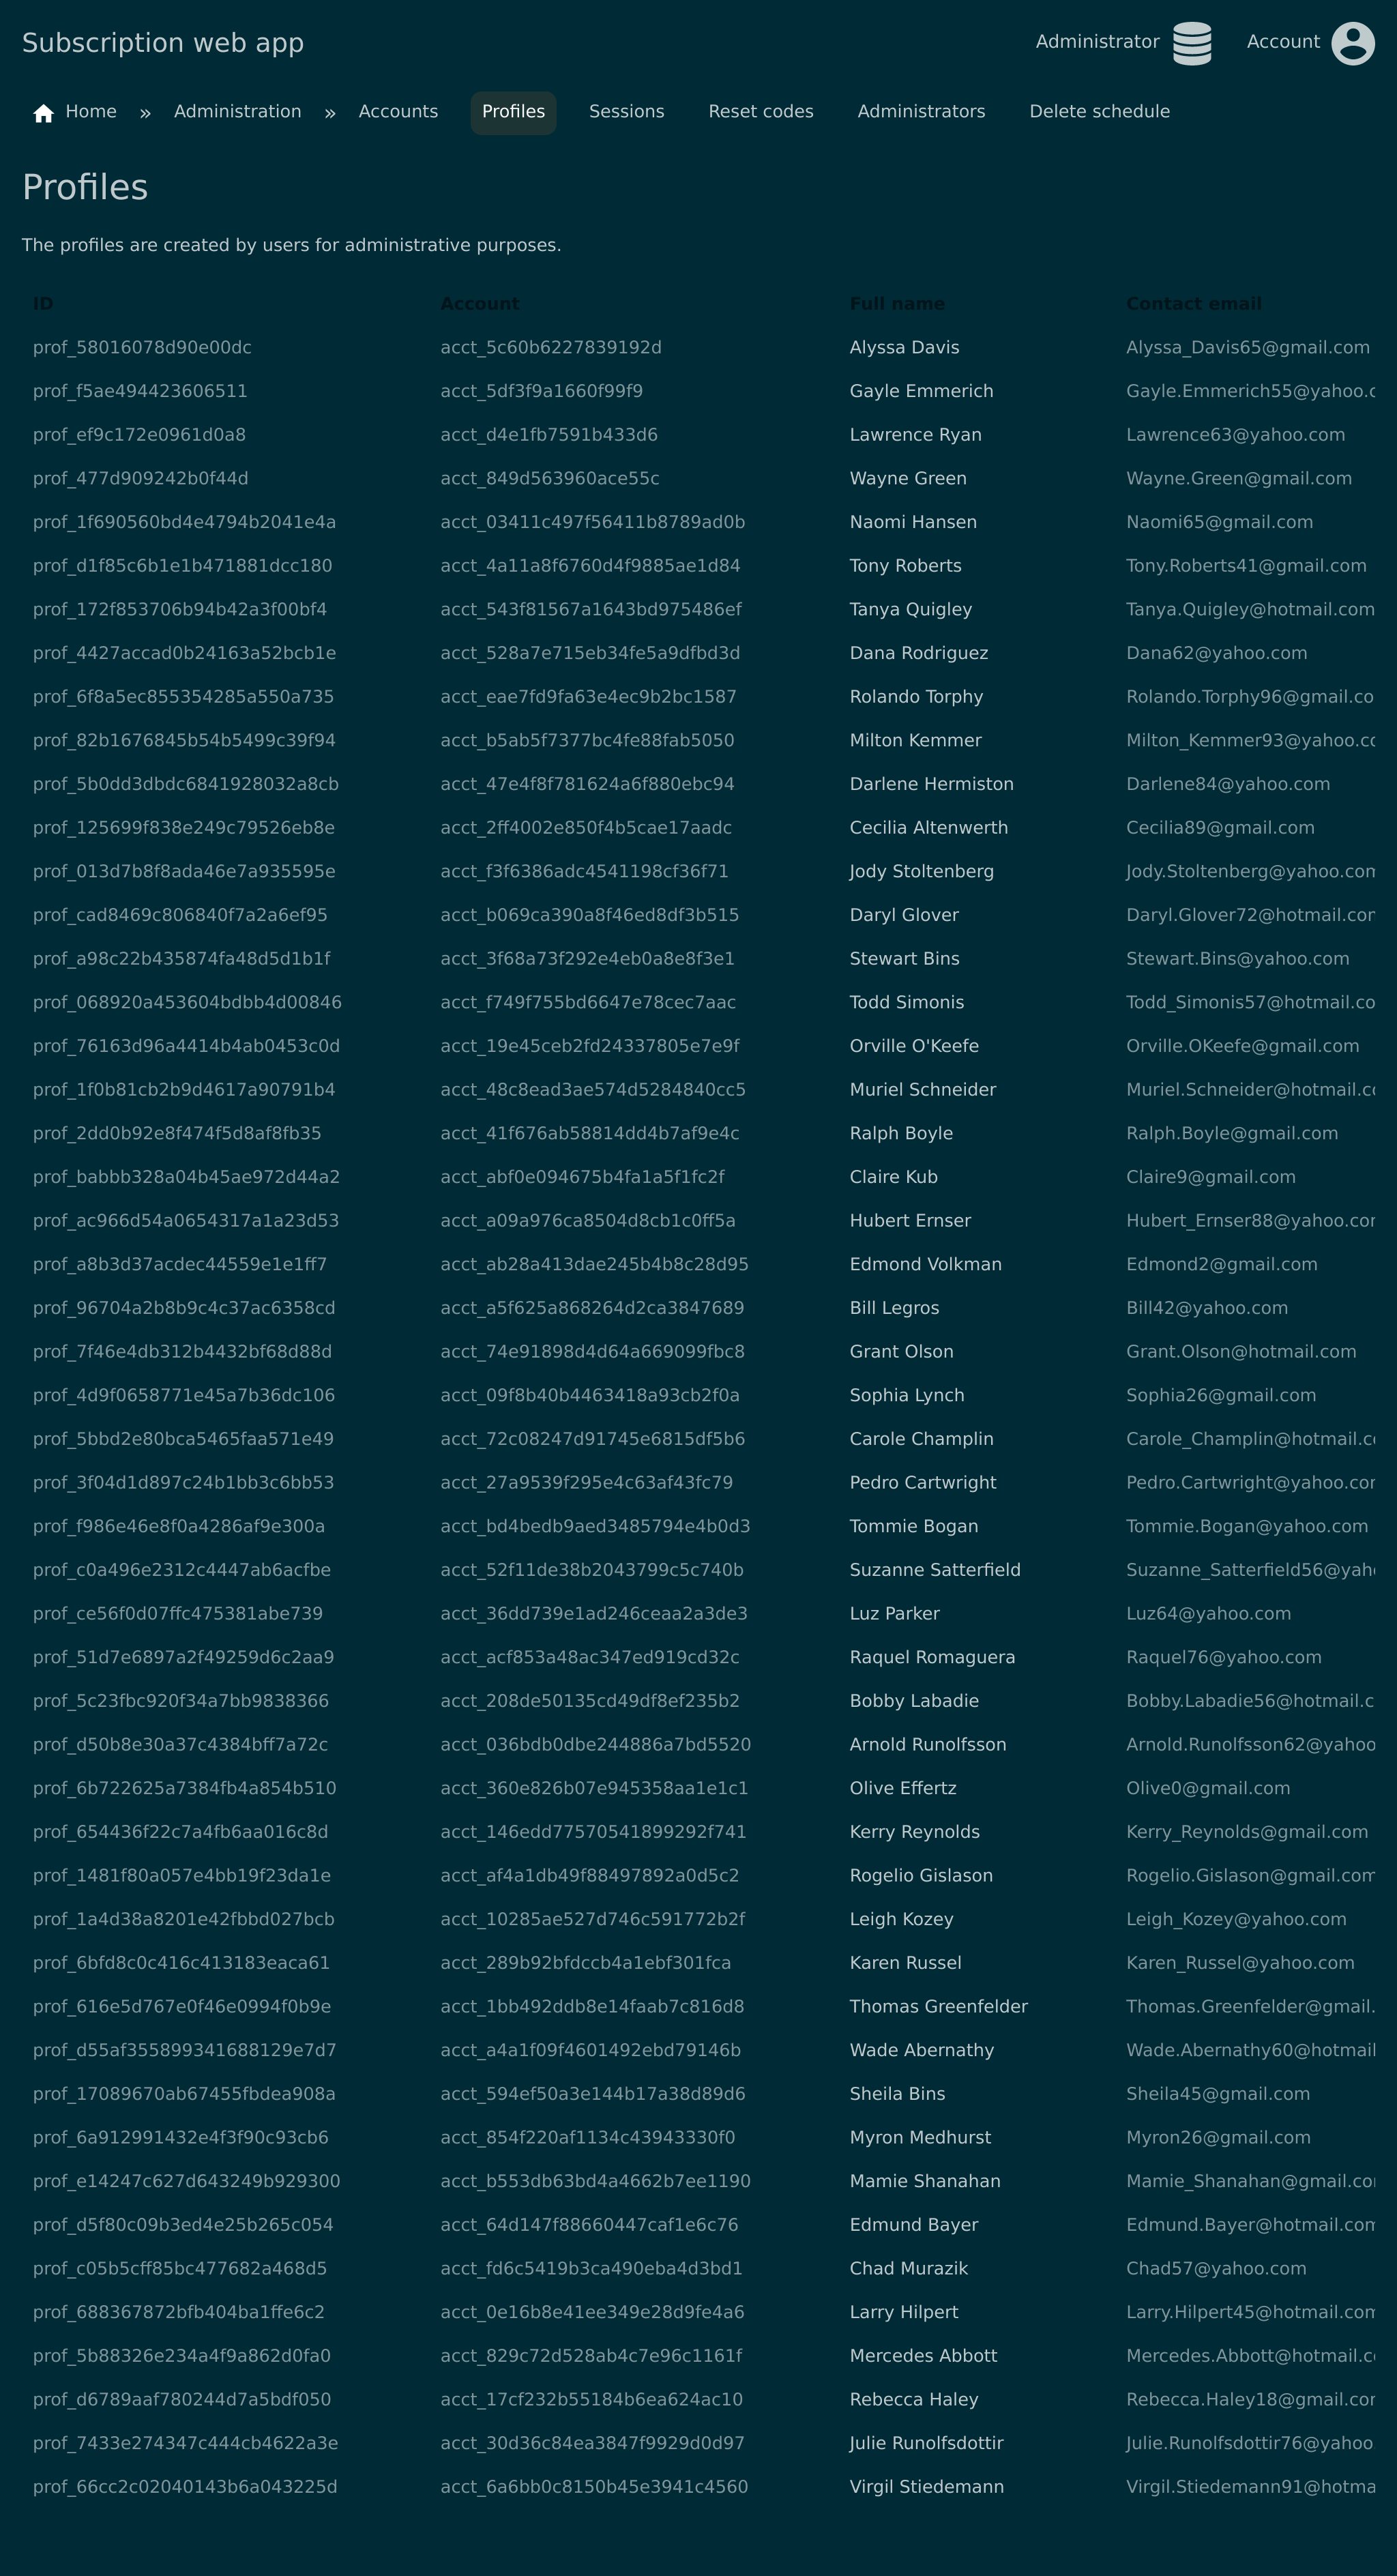 Subscription web app Administrator Account
Home » Administration » Accounts Profiles Sessions Reset codes Administrators Delete schedule
Profiles
The profiles are created by users for administrative purposes.
ID Account Full name Contact email
prof_58016078d90e00dc acct_5c60b6227839192d Alyssa Davis Alyssa_Davis65@gmail.com
prof_f5ae494423606511 acct_5df3f9a1660f99f9 Gayle Emmerich Gayle.Emmerich55@yahoo.c
prof_ef9c172e0961d0a8 acct_d4e1fb7591b433d6 Lawrence Ryan Lawrence63@yahoo.com
prof_477d909242b0f44d acct_849d563960ace55c Wayne Green Wayne.Green@gmail.com
prof_1f690560bd4e4794b2041e4a acct_03411c497f56411b8789ad0b Naomi Hansen Naomi65@gmail.com
prof_d1f85c6b1e1b471881dcc180 acct_4a11a8f6760d4f9885ae1d84 Tony Roberts Tony.Roberts41@gmail.com
prof_172f853706b94b42a3f00bf4 acct_543f81567a1643bd975486ef Tanya Quigley Tanya.Quigley@hotmail.com
prof_4427accad0b24163a52bcb1e acct_528a7e715eb34fe5a9dfbd3d Dana Rodriguez Dana62@yahoo.com
prof_6f8a5ec855354285a550a735 acct_eae7fd9fa63e4ec9b2bc1587 Rolando Torphy Rolando.Torphy96@gmail.co
prof_82b1676845b54b5499c39f94 acct_b5ab5f7377bc4fe88fab5050 Milton Kemmer Milton_Kemmer93@yahoo.co
prof_5b0dd3dbdc6841928032a8cb acct_47e4f8f781624a6f880ebc94 Darlene Hermiston Darlene84@yahoo.com
prof_125699f838e249c79526eb8e acct_2ff4002e850f4b5cae17aadc Cecilia Altenwerth Cecilia89@gmail.com
prof_013d7b8f8ada46e7a935595e acct_f3f6386adc4541198cf36f71 Jody Stoltenberg Jody.Stoltenberg@yahoo.com
prof_cad8469c806840f7a2a6ef95 acct_b069ca390a8f46ed8df3b515 Daryl Glover Daryl.Glover72@hotmail.com
prof_a98c22b435874fa48d5d1b1f acct_3f68a73f292e4eb0a8e8f3e1 Stewart Bins Stewart.Bins@yahoo.com
prof_068920a453604bdbb4d00846 acct_f749f755bd6647e78cec7aac Todd Simonis Todd_Simonis57@hotmail.co
prof_76163d96a4414b4ab0453c0d acct_19e45ceb2fd24337805e7e9f Orville O'Keefe Orville.OKeefe@gmail.com
prof_1f0b81cb2b9d4617a90791b4 acct_48c8ead3ae574d5284840cc5 Muriel Schneider Muriel.Schneider@hotmail.co
prof_2dd0b92e8f474f5d8af8fb35 acct_41f676ab58814dd4b7af9e4c Ralph Boyle Ralph.Boyle@gmail.com
prof_babbb328a04b45ae972d44a2 acct_abf0e094675b4fa1a5f1fc2f Claire Kub Claire9@gmail.com
prof_ac966d54a0654317a1a23d53 acct_a09a976ca8504d8cb1c0ff5a Hubert Ernser Hubert_Ernser88@yahoo.com
prof_a8b3d37acdec44559e1e1ff7 acct_ab28a413dae245b4b8c28d95 Edmond Volkman Edmond2@gmail.com
prof_96704a2b8b9c4c37ac6358cd acct_a5f625a868264d2ca3847689 Bill Legros Bill42@yahoo.com
prof_7f46e4db312b4432bf68d88d acct_74e91898d4d64a669099fbc8 Grant Olson Grant.Olson@hotmail.com
prof_4d9f0658771e45a7b36dc106 acct_09f8b40b4463418a93cb2f0a Sophia Lynch Sophia26@gmail.com
prof_5bbd2e80bca5465faa571e49 acct_72c08247d91745e6815df5b6 Carole Champlin Carole_Champlin@hotmail.co
prof_3f04d1d897c24b1bb3c6bb53 acct_27a9539f295e4c63af43fc79 Pedro Cartwright Pedro.Cartwright@yahoo.com
prof_f986e46e8f0a4286af9e300a acct_bd4bedb9aed3485794e4b0d3 Tommie Bogan Tommie.Bogan@yahoo.com
prof_c0a496e2312c4447ab6acfbe acct_52f11de38b2043799c5c740b Suzanne Satterfield Suzanne_Satterfield56@yaho
prof_ce56f0d07ffc475381abe739 acct_36dd739e1ad246ceaa2a3de3 Luz Parker Luz64@yahoo.com
prof_51d7e6897a2f49259d6c2aa9 acct_acf853a48ac347ed919cd32c Raquel Romaguera Raquel76@yahoo.com
prof_5c23fbc920f34a7bb9838366 acct_208de50135cd49df8ef235b2 Bobby Labadie Bobby.Labadie56@hotmail.c
prof_d50b8e30a37c4384bff7a72c acct_036bdb0dbe244886a7bd5520 Arnold Runolfsson Arnold.Runolfsson62@yahoo
prof_6b722625a7384fb4a854b510 acct_360e826b07e945358aa1e1c1 Olive Effertz Olive0@gmail.com
prof_654436f22c7a4fb6aa016c8d acct_146edd77570541899292f741 Kerry Reynolds Kerry_Reynolds@gmail.com
prof_1481f80a057e4bb19f23da1e acct_af4a1db49f88497892a0d5c2 Rogelio Gislason Rogelio.Gislason@gmail.com
prof_1a4d38a8201e42fbbd027bcb acct_10285ae527d746c591772b2f Leigh Kozey Leigh_Kozey@yahoo.com
prof_6bfd8c0c416c413183eaca61 acct_289b92bfdccb4a1ebf301fca Karen Russel Karen_Russel@yahoo.com
prof_616e5d767e0f46e0994f0b9e acct_1bb492ddb8e14faab7c816d8 Thomas Greenfelder Thomas.Greenfelder@gmail.
prof_d55af355899341688129e7d7 acct_a4a1f09f4601492ebd79146b Wade Abernathy Wade.Abernathy60@hotmail
prof_17089670ab67455fbdea908a acct_594ef50a3e144b17a38d89d6 Sheila Bins Sheila45@gmail.com
prof_6a912991432e4f3f90c93cb6 acct_854f220af1134c43943330f0 Myron Medhurst Myron26@gmail.com
prof_e14247c627d643249b929300 acct_b553db63bd4a4662b7ee1190 Mamie Shanahan Mamie_Shanahan@gmail.com
prof_d5f80c09b3ed4e25b265c054 acct_64d147f88660447caf1e6c76 Edmund Bayer Edmund.Bayer@hotmail.com
prof_c05b5cff85bc477682a468d5 acct_fd6c5419b3ca490eba4d3bd1 Chad Murazik Chad57@yahoo.com
prof_688367872bfb404ba1ffe6c2 acct_0e16b8e41ee349e28d9fe4a6 Larry Hilpert Larry.Hilpert45@hotmail.com
prof_5b88326e234a4f9a862d0fa0 acct_829c72d528ab4c7e96c1161f Mercedes Abbott Mercedes.Abbott@hotmail.co
prof_d6789aaf780244d7a5bdf050 acct_17cf232b55184b6ea624ac10 Rebecca Haley Rebecca.Haley18@gmail.com
prof_7433e274347c444cb4622a3e acct_30d36c84ea3847f9929d0d97 Julie Runolfsdottir Julie.Runolfsdottir76@yahoo
prof_66cc2c02040143b6a043225d acct_6a6bb0c8150b45e3941c4560 Virgil Stiedemann Virgil.Stiedemann91@hotma